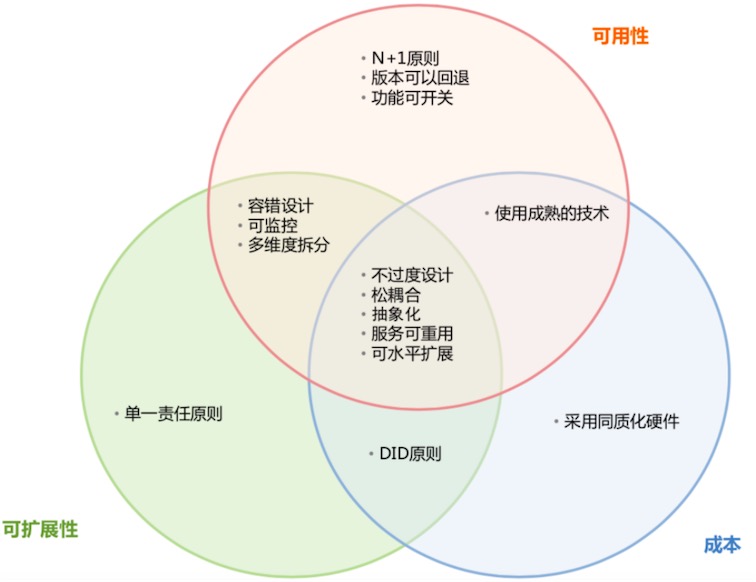 可用性
• N+1原则
• 版本可以回退
• 功能可开关
• 容错设计
• 可监控
• 多维度拆分
• 使用成熟的技术
• 不过度设计
• 松耦合
• 抽象化
• 服务可重用
• 可水平扩展
• 单一责任原则
• 采用同质化硬件
• DID原则
可扩展性
成本